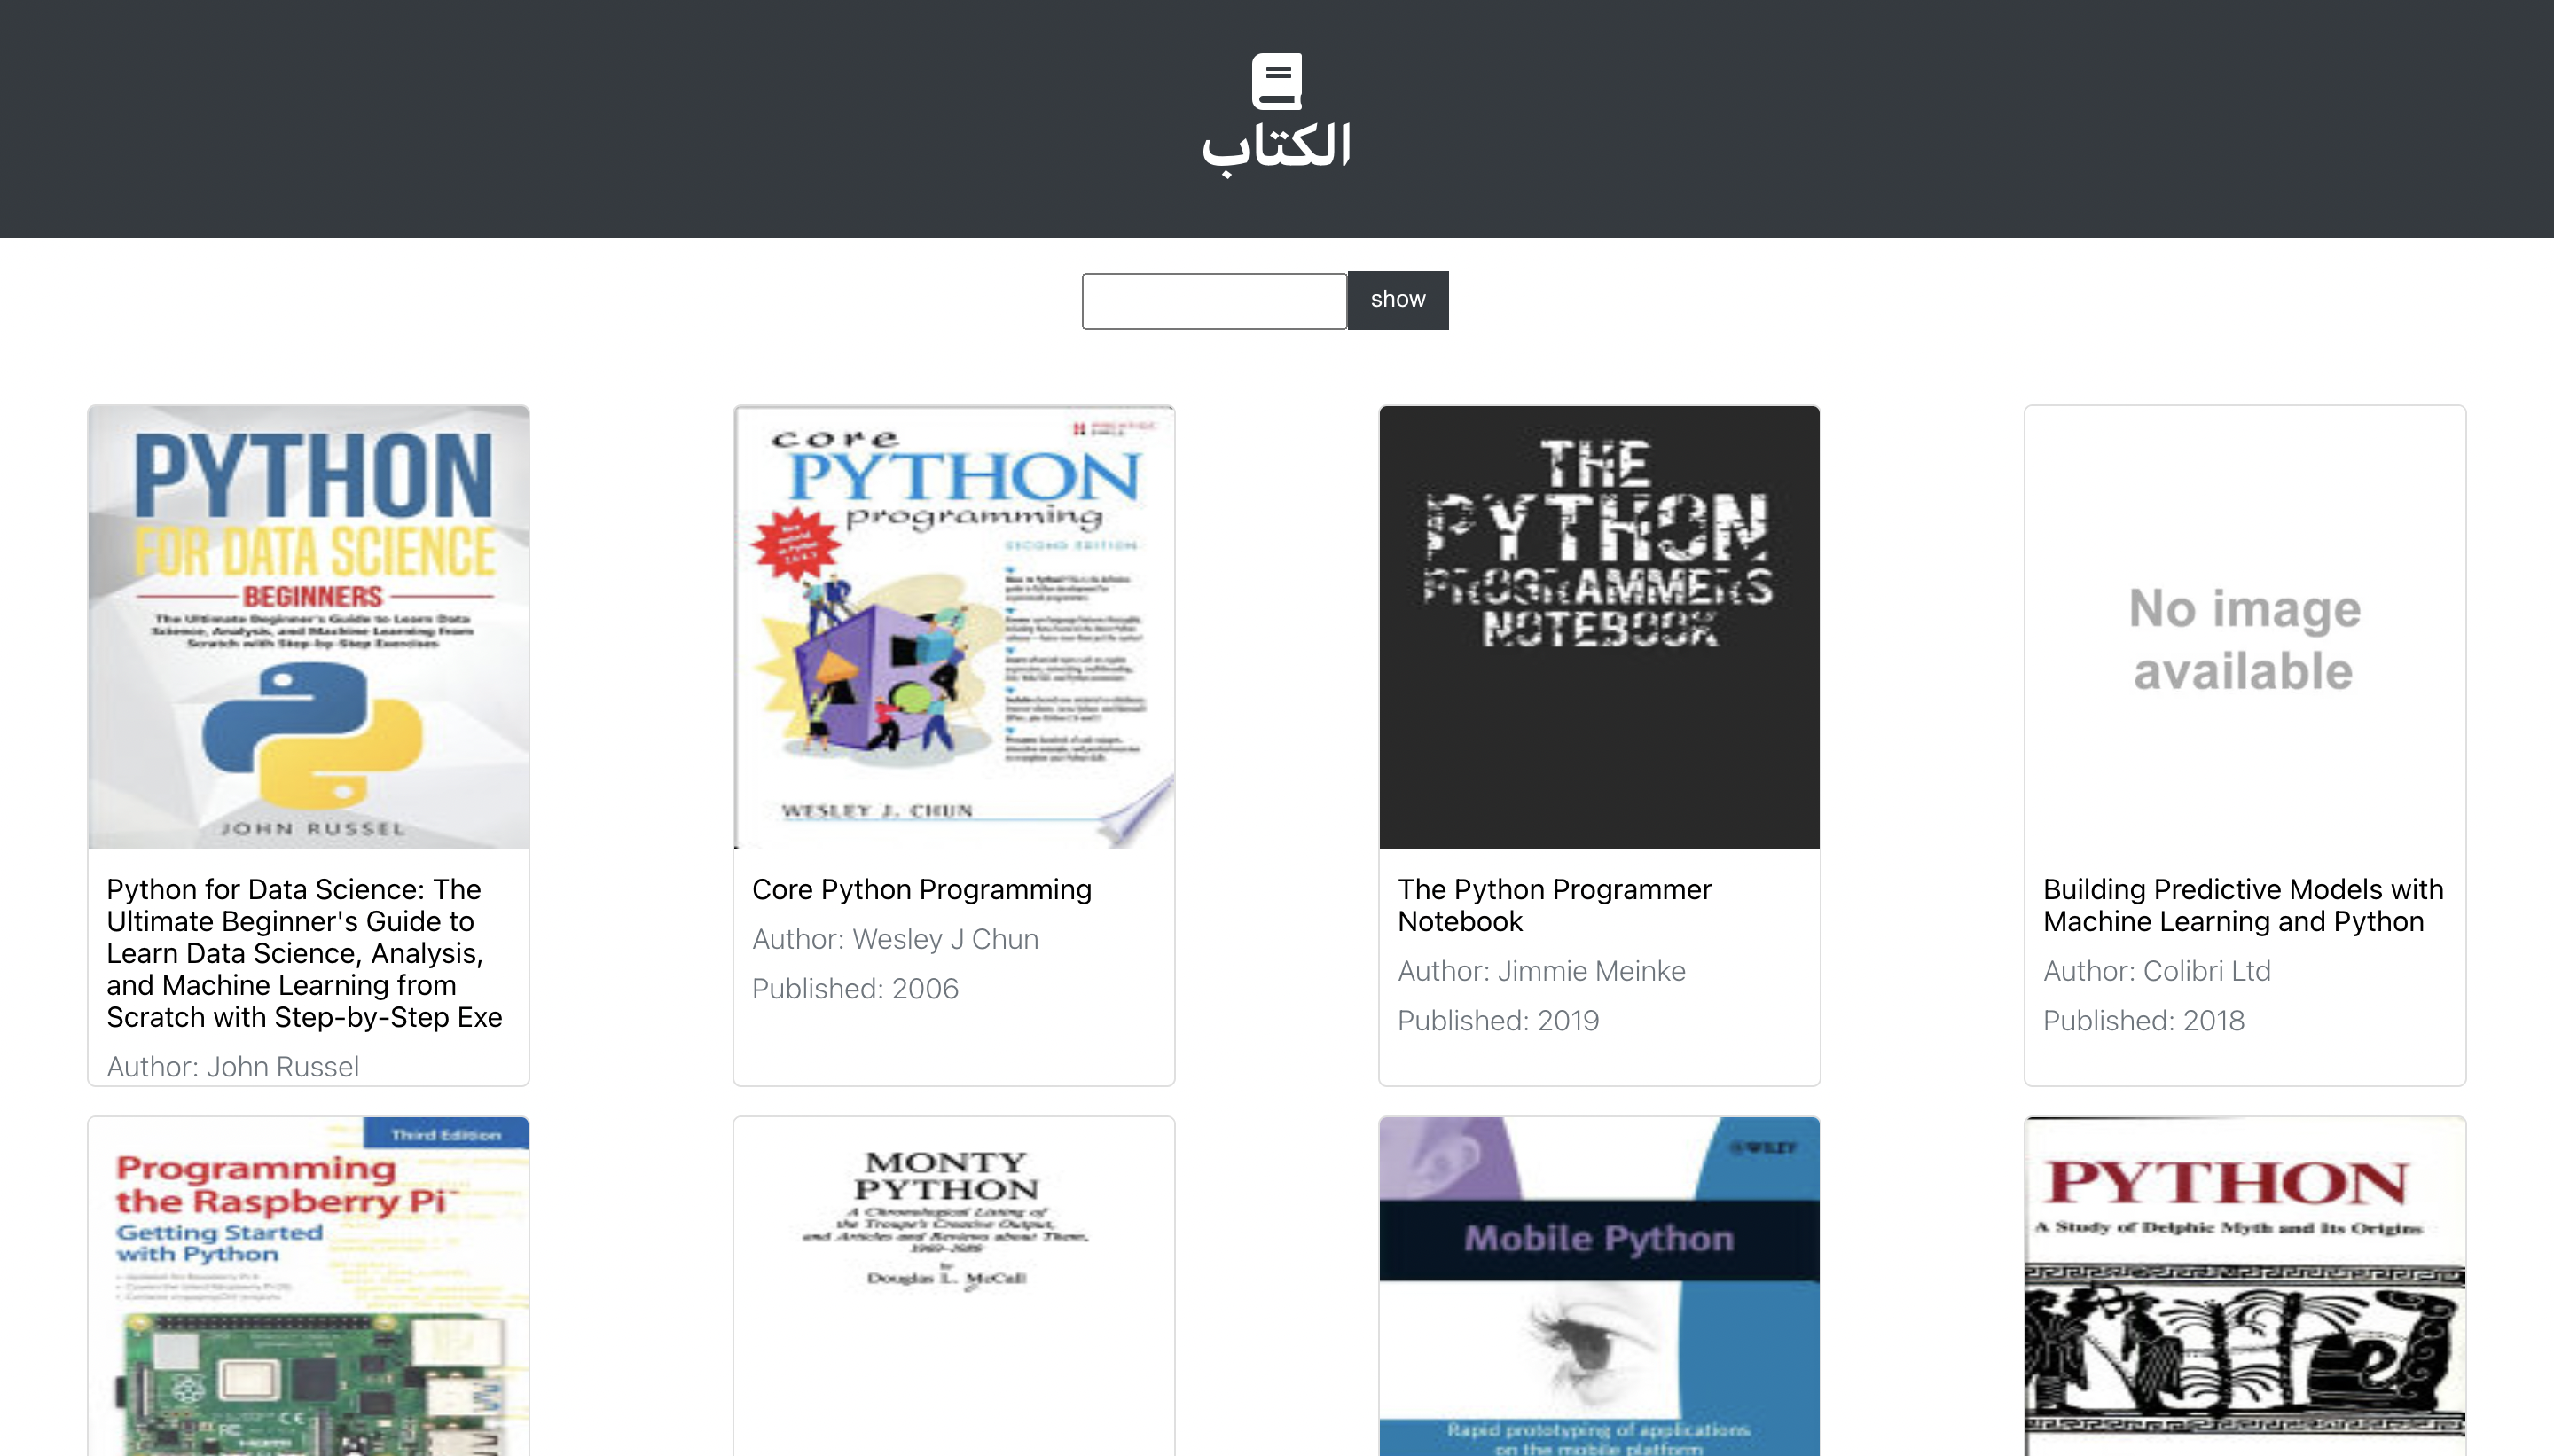 الكتاب
show
PYTHON
FOR DATA SCIENCE
BEGINNERS
The Ultimate Beginner's Guide to Learn Data
Science, Analysis, and Machine Learning from
Scratch with Step-by-Step Exercises
JOHN RUSSEL
Python for Data Science: The
Ultimate Beginner's Guide to
Learn Data Science, Analysis,
and Machine Learning from
Scratch with Step-by-Step Exe
Author: John Russel
core
PYTHON
programming
SECOND EDITION
WESLEY J. CHUN
Core Python Programming
Author: Wesley J Chun
Published: 2006
THE
PYTHON
PROGRAMMERS
NOTEBOOK
The Python Programmer
Notebook
Author: Jimmie Meinke
Published: 2019
No image
available
Building Predictive Models with
Machine Learning and Python
Author: Colibri Ltd
Published: 2018
Third Edition
Programming
the Raspberry Pi™
Getting Started
with Python
MONTY
PYTHON
A Chronological Listing of
the Troupe's Creative Output,
and Articles and Reviews about Them,
1969-1989
by
Douglas L. McCall
WILEY
Mobile Python
Rapid prototyping of applications
on the mobile platform
PYTHON
A Study of Delphic Myth and Its Origins